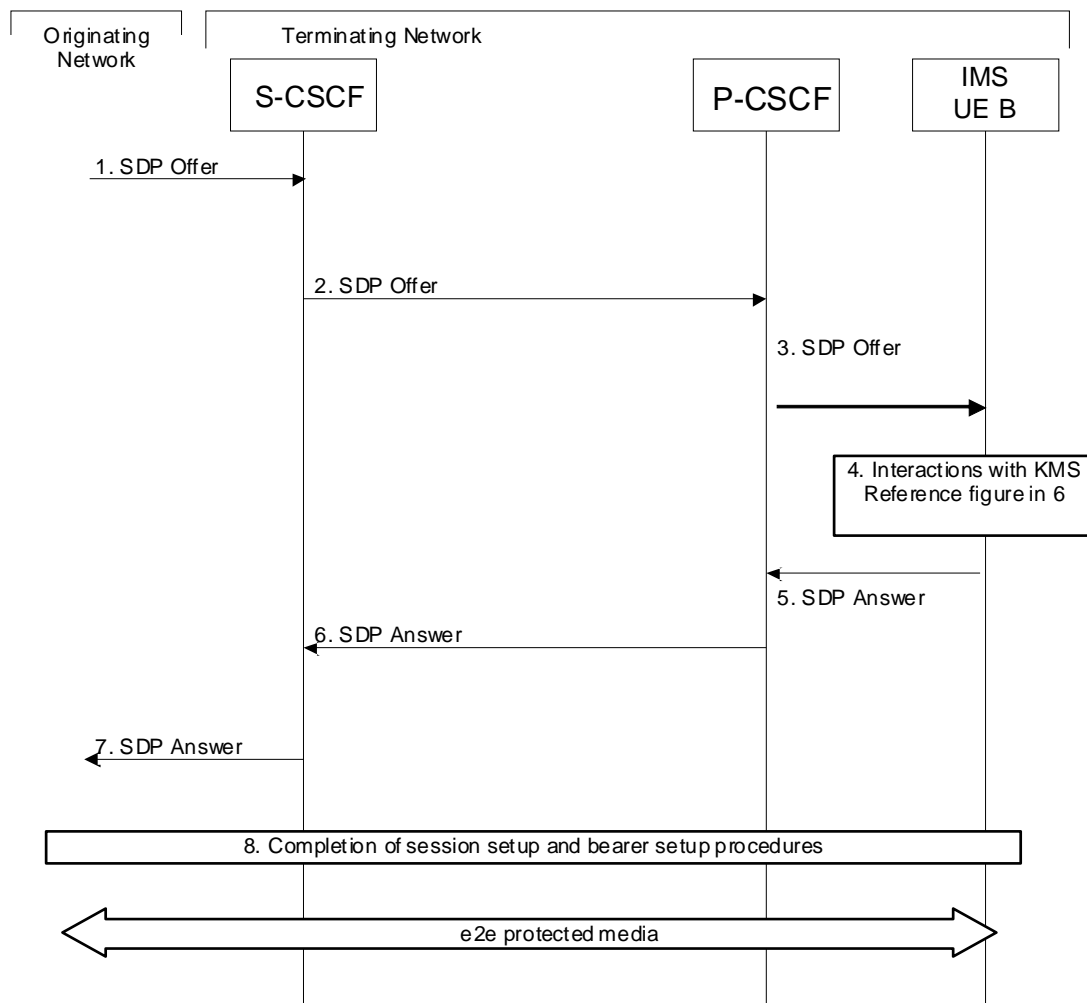 Originating
Network
Terminating Network
S-CSCF
P-CSCF
IMS
UE B
1. SDP Offer
2. SDP Offer
3. SDP Offer
4. Interactions with KMS
Reference figure in 6
5. SDP Answer
6. SDP Answer
7. SDP Answer
8. Completion of session setup and bearer setup procedures
e2e protected media